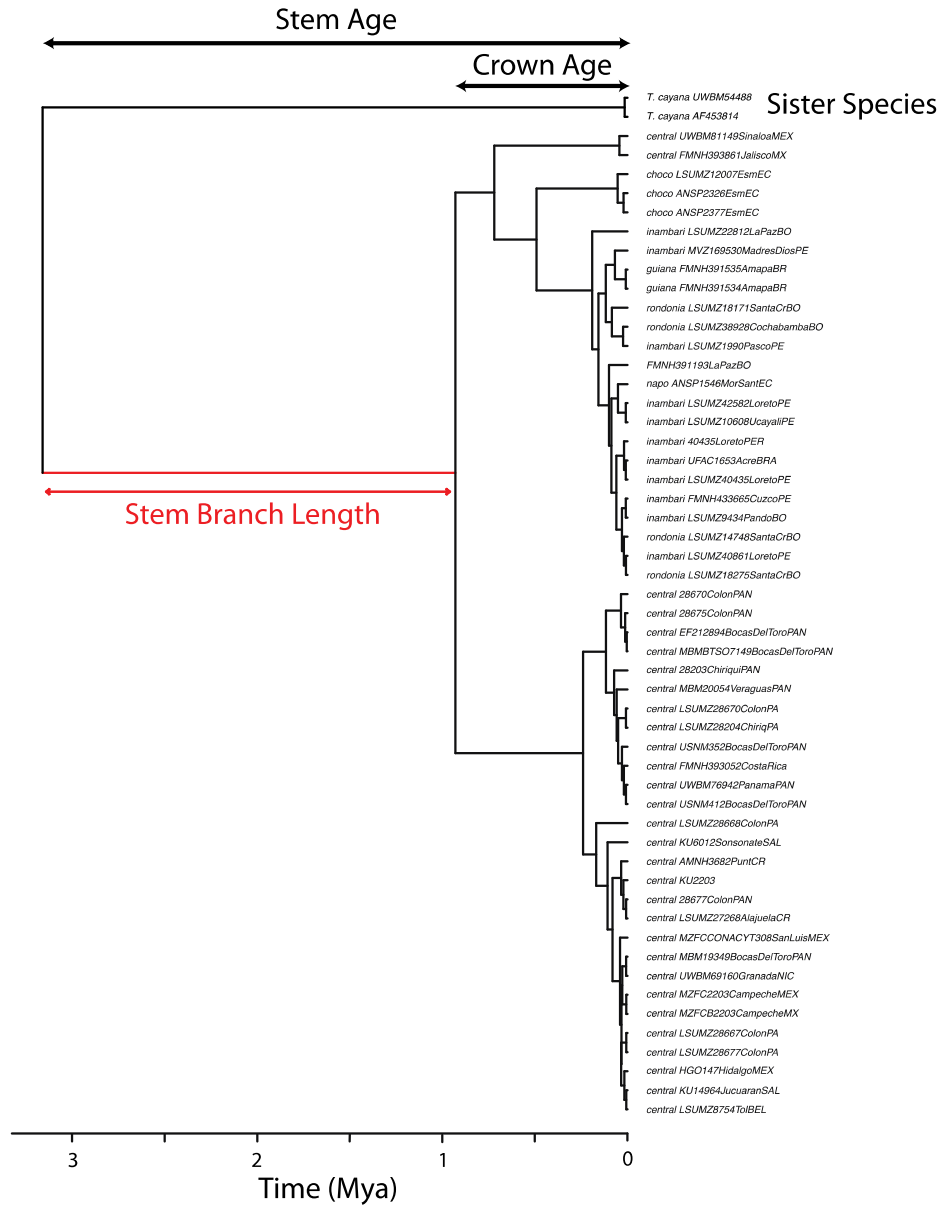 Stem Age
Crown Age
T. cayana UWBM54488
Sister Species
T. cayana AF453814
central UWBM81149SinaloaMEX
central FMNH393861JaliscoMX
choco LSUMZ12007EsmEC
choco ANSP2326EsmEC
choco ANSP2377EsmEC
inambari LSUMZ22812LaPazBO
inambari MVZ169530MadresDiosPE
guiana FMNH391535AmapaBR
guiana FMNH391534AmapaBR
rondonia LSUMZ18171SantaCrBO
rondonia LSUMZ38928CochabambaBO
inambari LSUMZ1990PascoPE
FMNH391193LaPazBO
napo ANSP1546MorSantEC
inambari LSUMZ42582LoretoPE
inambari LSUMZ10608UcayaliPE
inambari 40435LoretoPER
inambari UFAC1653AcreBRA
inambari LSUMZ40435LoretoPE
inambari FMNH433665CuzcoPE
inambari LSUMZ9434PandoBO
Stem Branch Length
rondonia LSUMZ14748SantaCrBO
inambari LSUMZ40861LoretoPE
rondonia LSUMZ18275SantaCrBO
central 28670ColonPAN
central 28675ColonPAN
central EF212894BocasDelToroPAN
central MBMBTSO7149BocasDelToroPAN
central 28203ChiriquiPAN
central MBM20054VeraguasPAN
central LSUMZ28670ColonPA
central LSUMZ28204ChiriqPA
central USNM352BocasDelToroPAN
central FMNH393052CostaRica
central UWBM76942PanamaPAN
central USNM412BocasDelToroPAN
central LSUMZ28668ColonPA
central KU6012SonsonateSAL
central AMNH3682PuntCR
central KU2203
central 28677ColonPAN
central LSUMZ27268AlajuelaCR
central MZFCCONACYT308SanLuisMEX
central MBM19349BocasDelToroPAN
central UWBM69160GranadaNIC
central MZFC2203CampecheMEX
central MZFCB2203CampecheMX
central LSUMZ28667ColonPA
central LSUMZ28677ColonPA
central HGO147HidalgoMEX
central KU14964JucuaranSAL
central LSUMZ8754TolBEL
3 2 1 0
Time (Mya)